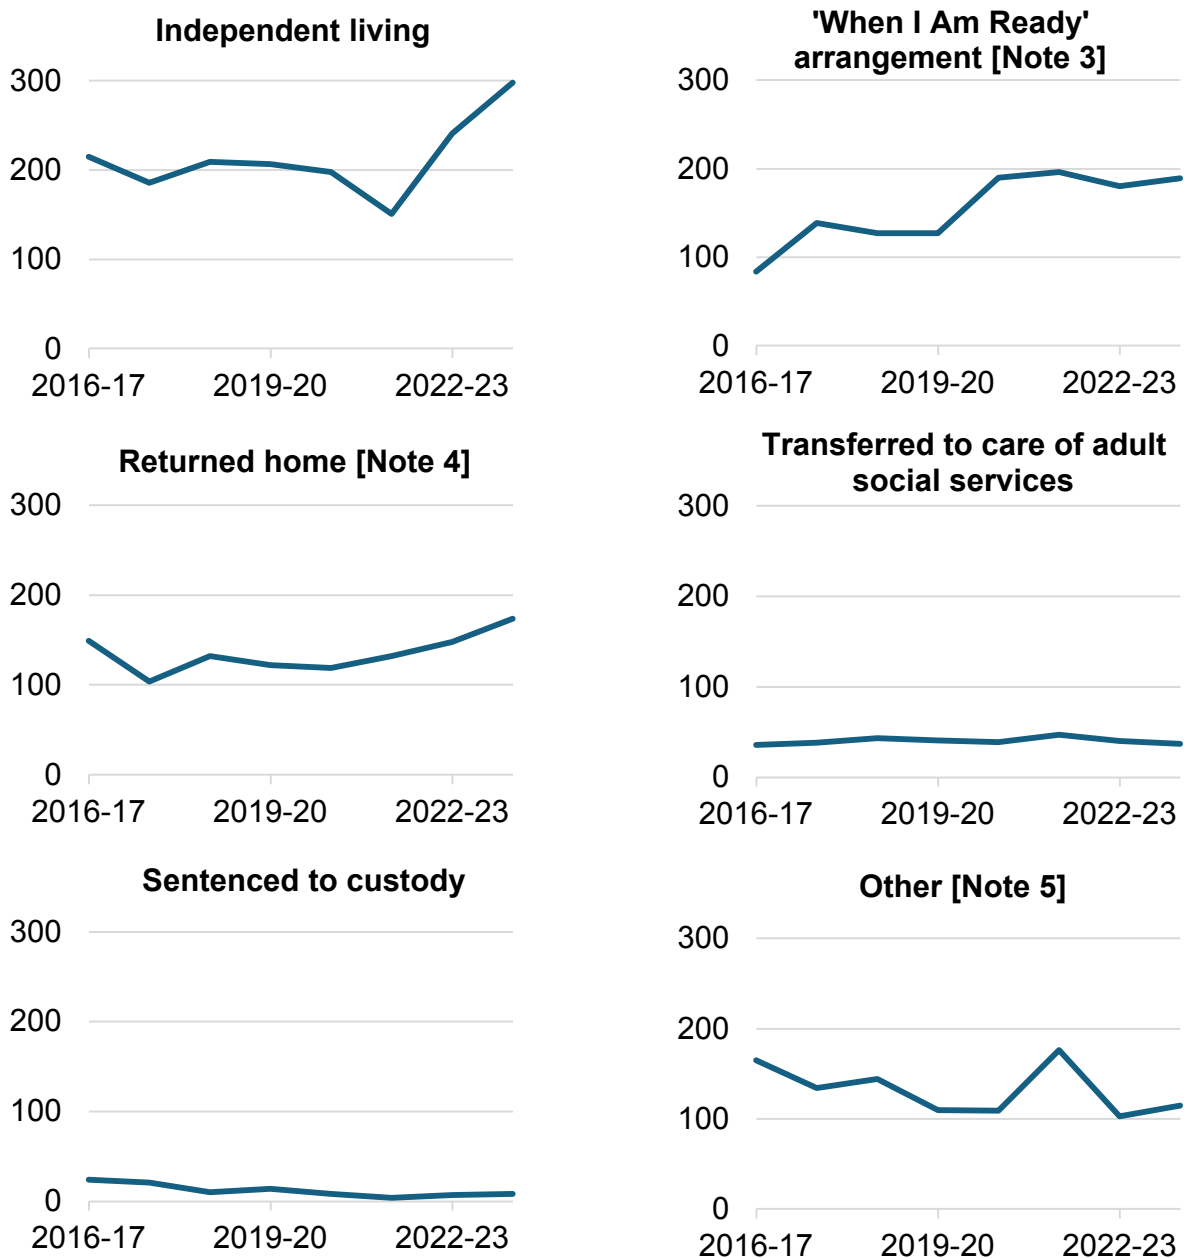 Independent living
300
200
100
0
2016-17 2019-20 2022-23
'When I Am Ready'
arrangement [Note 3]
300
200
100
0
2016-17 2019-20 2022-23
Returned home [Note 4]
300
200
100
0
2016-17 2019-20 2022-23
Transferred to care of adult
social services
300
200
100
0
2016-17 2019-20 2022-23
Sentenced to custody
300
200
100
0
2016-17 2019-20 2022-23
Other [Note 5]
300
200
100
0
2016-17 2019-20 2022-23